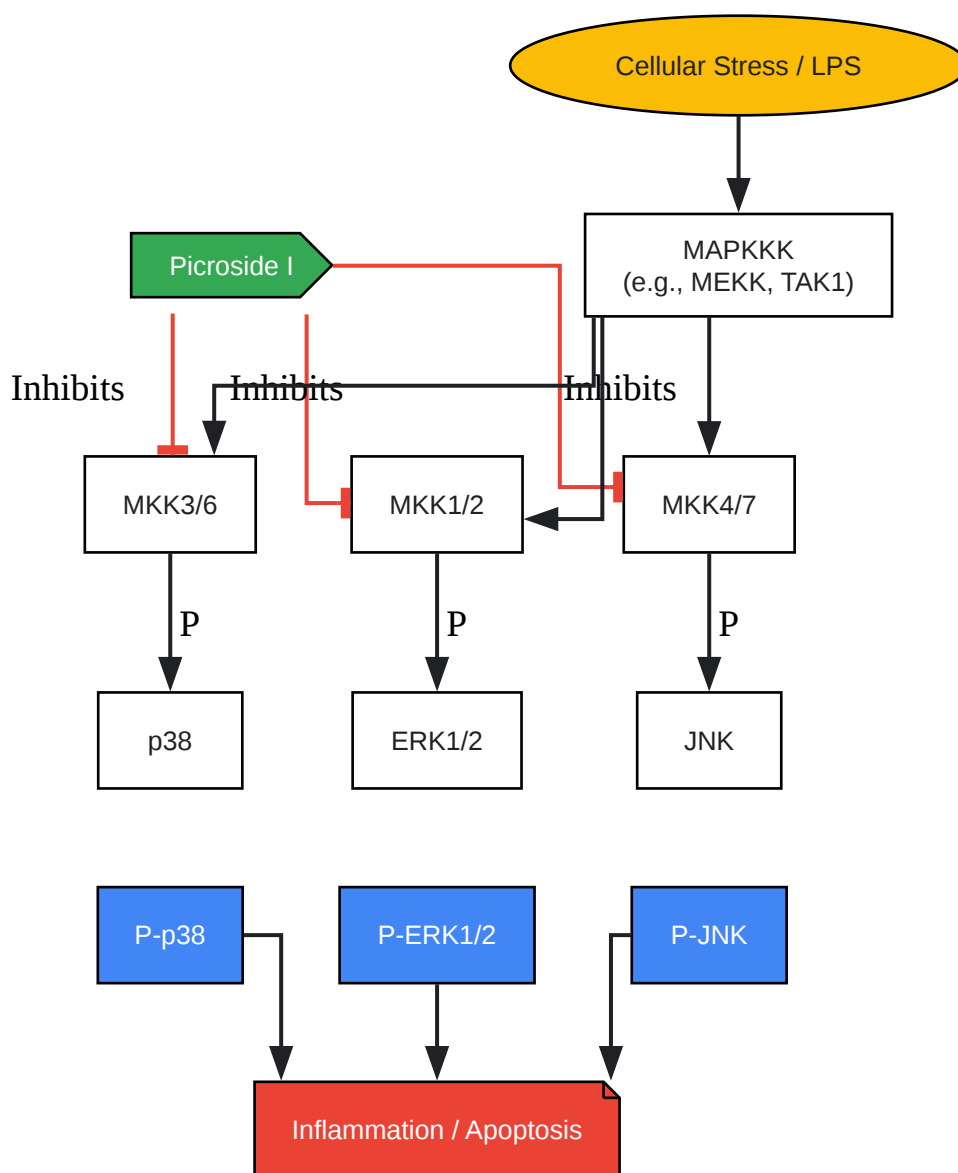 Cellular Stress / LPS
MAPKKK
(e.g., MEKK, TAK1)
Picroside I
Inhibits
Inhibits
Inhibits
MKK3/6
MKK1/2
MKK4/7
P
P
P
p38
ERK1/2
JNK
P-p38
P-ERK1/2
P-JNK
Inflammation / Apoptosis